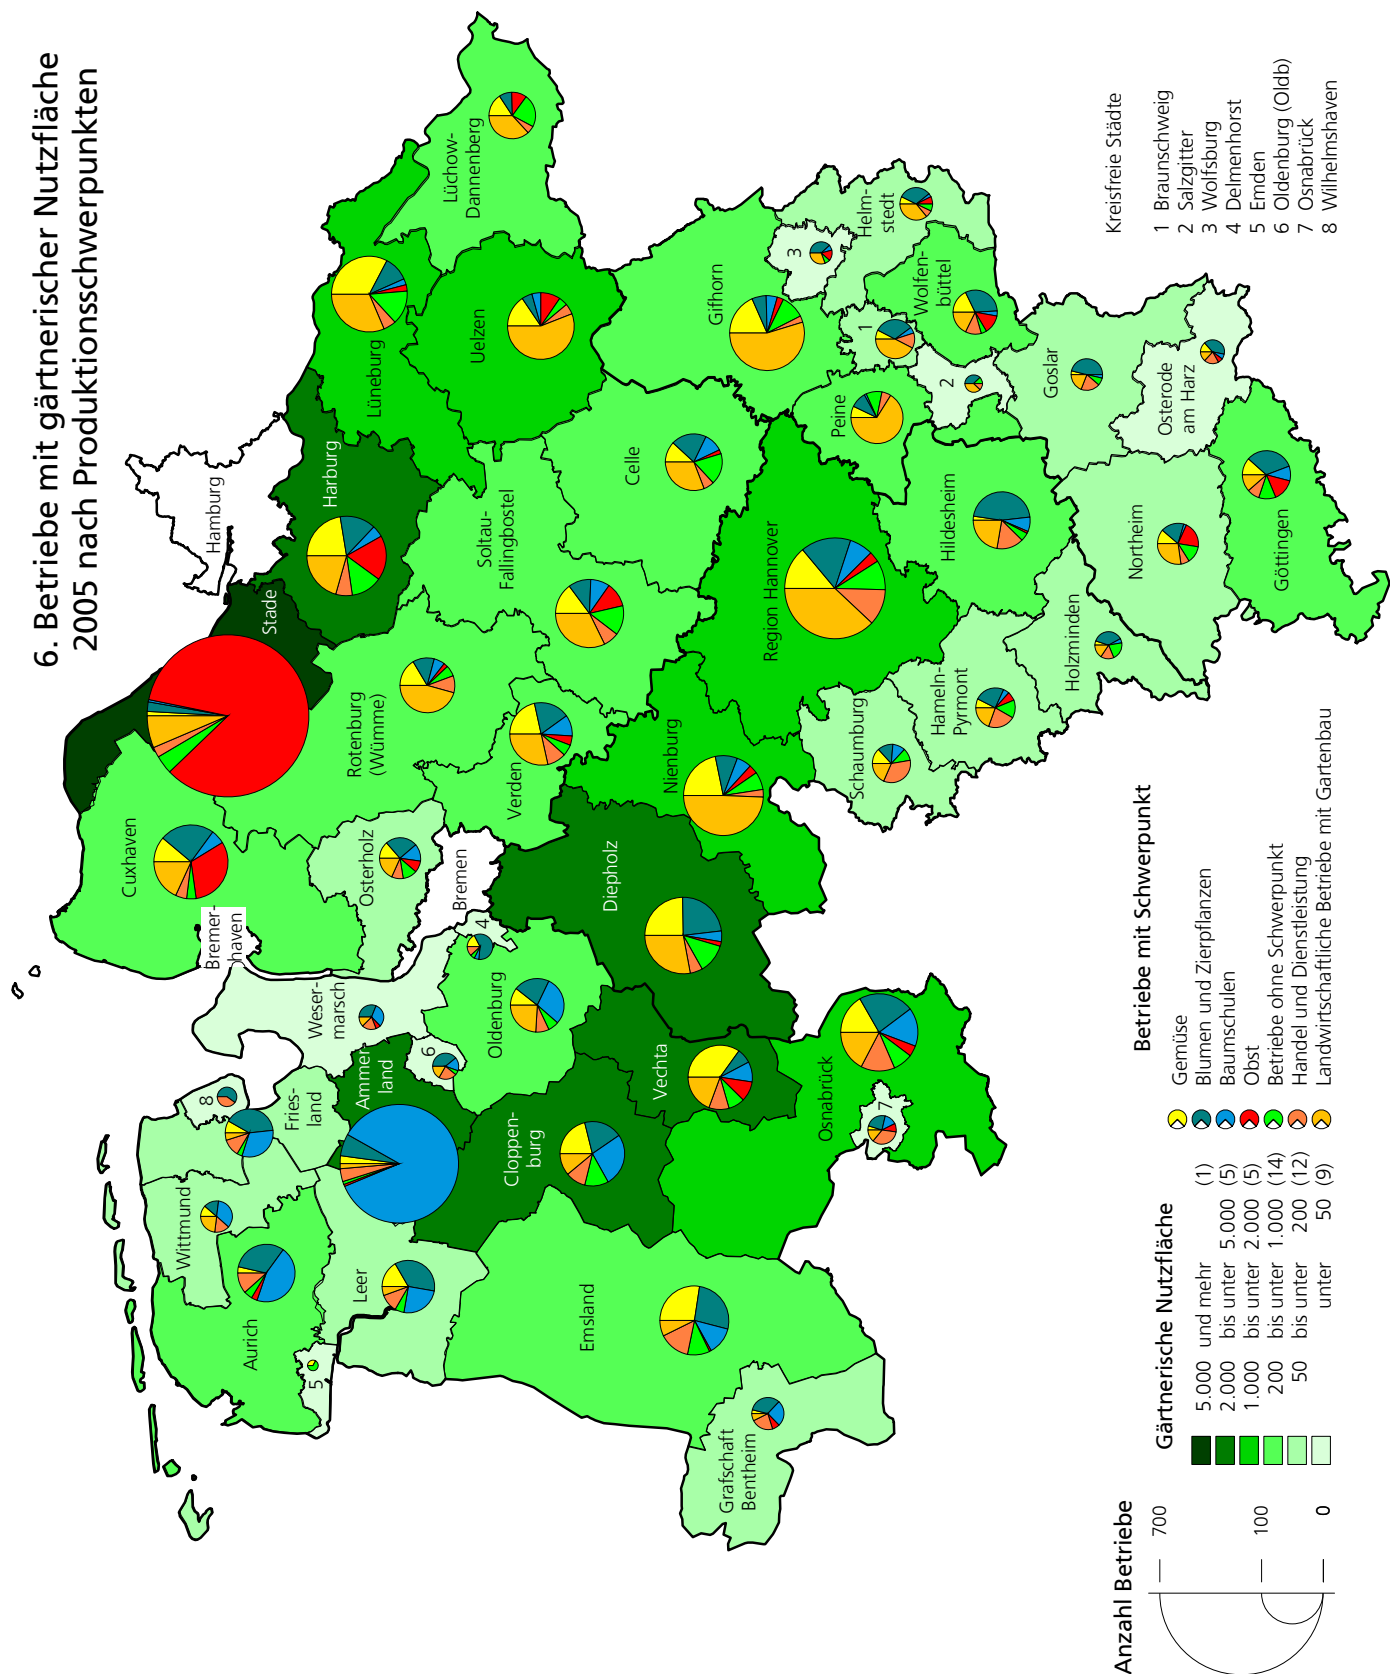 6. Betriebe mit gärtnerischer Nutzfläche
2005 nach Produktionsschwerpunkten
Hamburg
Stade
Harburg
Lüneburg
Lüchow-
Dannenberg
Uelzen
Cuxhaven
Bremer-
haven
Rotenburg
(Wümme)
Soltau-
Fallingbostel
Celle
Gifhorn
Osterholz
Verden
Bremen
Weser-
marsch
Ammer-
land
Fries-
land
Wittmund
Aurich
Leer
Oldenburg
Diepholz
Nienburg
Region Hannover
Peine
Helm-
stedt
Wolfen-
büttel
Cloppen-
burg
Vechta
Emsland
Grafschaft
Bentheim
Osnabrück
Schaumburg
Hameln-
Pyrmont
Hildesheim
Holzminden
Northeim
Goslar
Osterode
am Harz
Göttingen
1
2
3
4
5
6
7
8
Kreisfreie Städte
1 Braunschweig
2 Salzgitter
3 Wolfsburg
4 Delmenhorst
5 Emden
6 Oldenburg (Oldb)
7 Osnabrück
8 Wilhelmshaven
Anzahl Betriebe
700
100
0
Gärtnerische Nutzfläche
5.000 und mehr (1)
2.000 bis unter 5.000 (5)
1.000 bis unter 2.000 (5)
200 bis unter 1.000 (14)
50 bis unter 200 (12)
unter 50 (9)
Betriebe mit Schwerpunkt
Gemüse
Blumen und Zierpflanzen
Baumschulen
Obst
Betriebe ohne Schwerpunkt
Handel und Dienstleistung
Landwirtschaftliche Betriebe mit Gartenbau